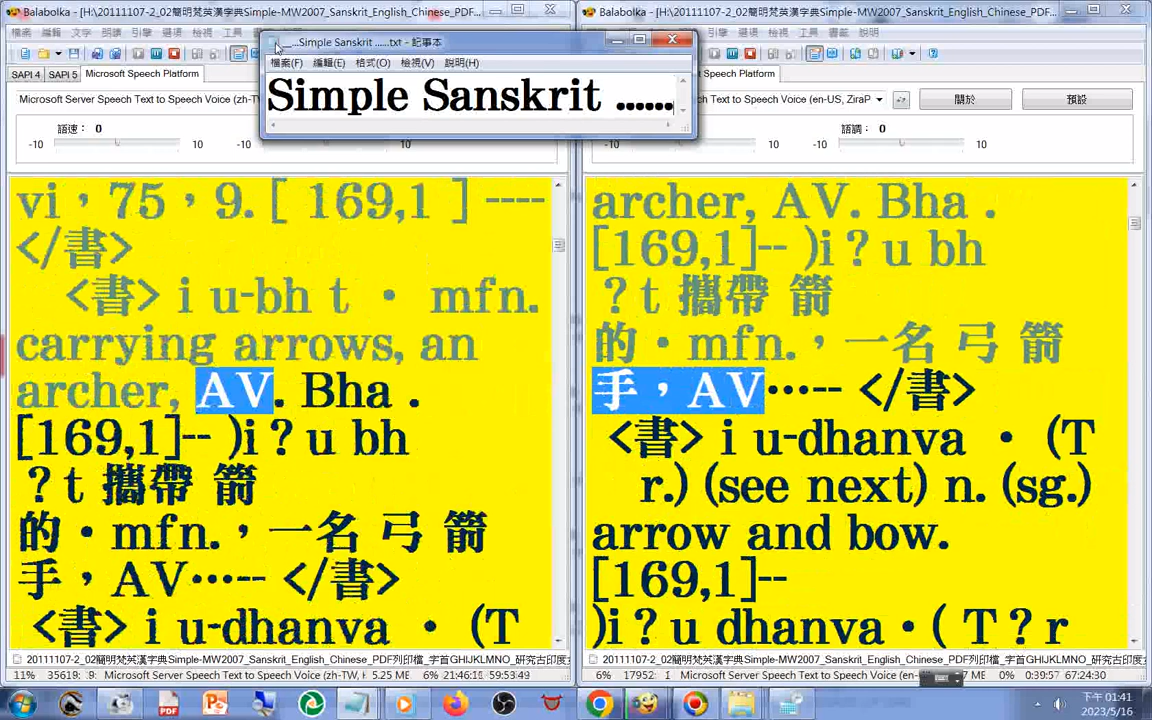 Balabolka - [H:\20111107-2_02簡明梵英漢字典Simple-MW2007_Sanskrit_English_Chinese_PDF...
Balabolka - [H:\20111107-2_02簡明梵英漢字典Simple-MW2007_Sanskrit_English_Chinese_PDF...
檔案 編輯 文字 朗讀
...Simple Sanskrit ......txt - 記事本
檔案(F) 編輯(E) 格式(O) 檢視(V) 說明(H)
Simple Sanskrit ......
SAPI 4 SAPI 5 Microsoft Speech Platform
Speech Platform
Microsoft Server Speech Text to Speech Voice (zh-TW,
Microsoft Server Speech Text to Speech Voice (en-US, ZiraP
關於 預設
語速： 0
語調： 0
-10 10 -10 10
-10 10
vi，75，9. [ 169,1 ] ----
</書>
<書> i u-bh t · mfn.
carrying arrows, an
archer, AV. Bha .
[169,1]-- )i？u bh
？t 攜帶 箭
的·mfn.，一名 弓 箭
手，AV…-- </書>
<書> i u-dhanva · (T
archer, AV. Bha .
[169,1]-- )i？u bh
？t 攜帶 箭
的·mfn.，一名 弓 箭
手，AV…-- </書>
<書> i u-dhanva · (T
r.) (see next) n. (sg.)
arrow and bow.
[169,1]--
)i？u dhanva·( T？r
20111107-2_02簡明梵英漢字典Simple-MW2007_Sanskrit_English_Chinese_PDF列印檔_字首GHIJKLMNO_研究古印度
20111107-2_02簡明梵英漢字典Simple-MW2007_Sanskrit_English_Chinese_PDF列印檔_字首GHIJKLMNO_研究古印度
11% 35619: Microsoft Server Speech Text to Speech Voice (zh-TW, 5.25 ME 0% 21:46:18 59:53:49
6% 17952: Microsoft Server Speech Text to Speech Voice (en-US, ME 0% 0:39:57 67:24:30
下午 01:41
2023/5/16